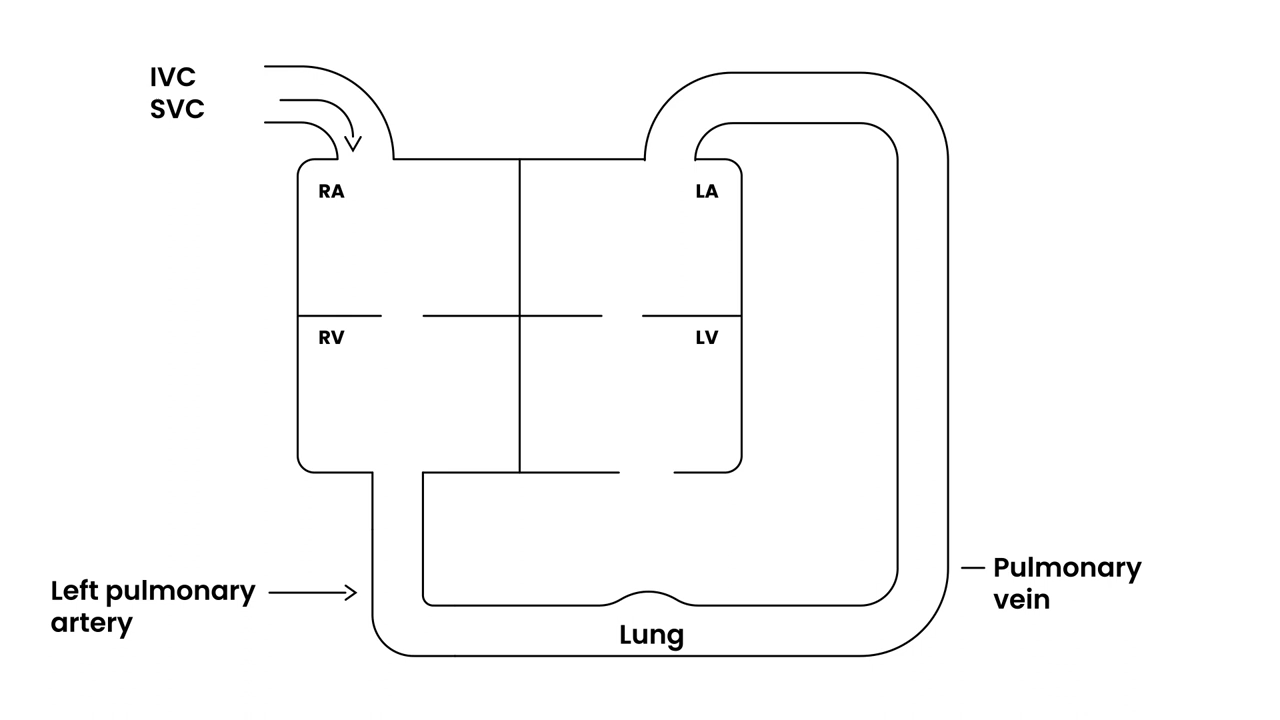 IVC
SVC
RA
LA
RV
LV
Left pulmonary
artery
Pulmonary
vein
Lung